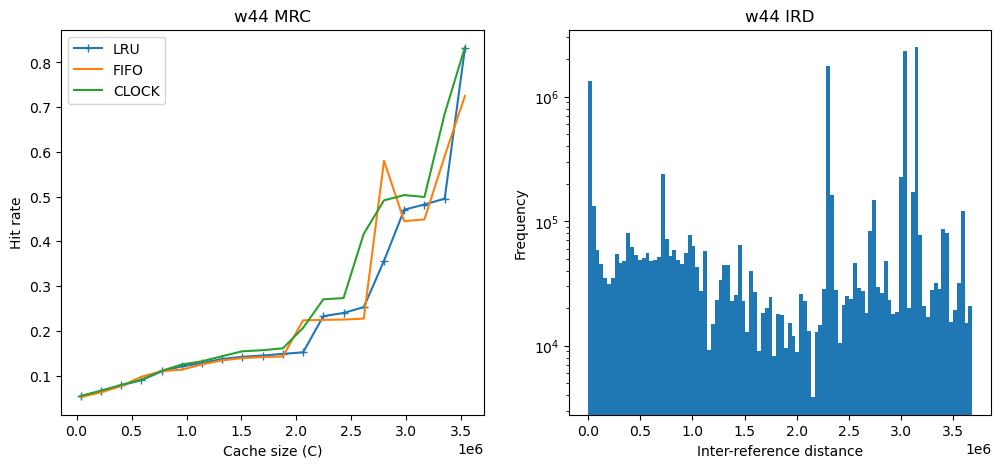 w44 MRC
LRU
FIFO
CLOCK
Hit rate
0.8
0.7
0.6
0.5
0.4
0.3
0.2
0.1
0.0 0.5 1.0 1.5 2.0 2.5 3.0 3.5
1e6
Cache size (C)
w44 IRD
Frequency
10^6
10^5
10^4
0.0 0.5 1.0 1.5 2.0 2.5 3.0 3.5
1e6
Inter-reference distance